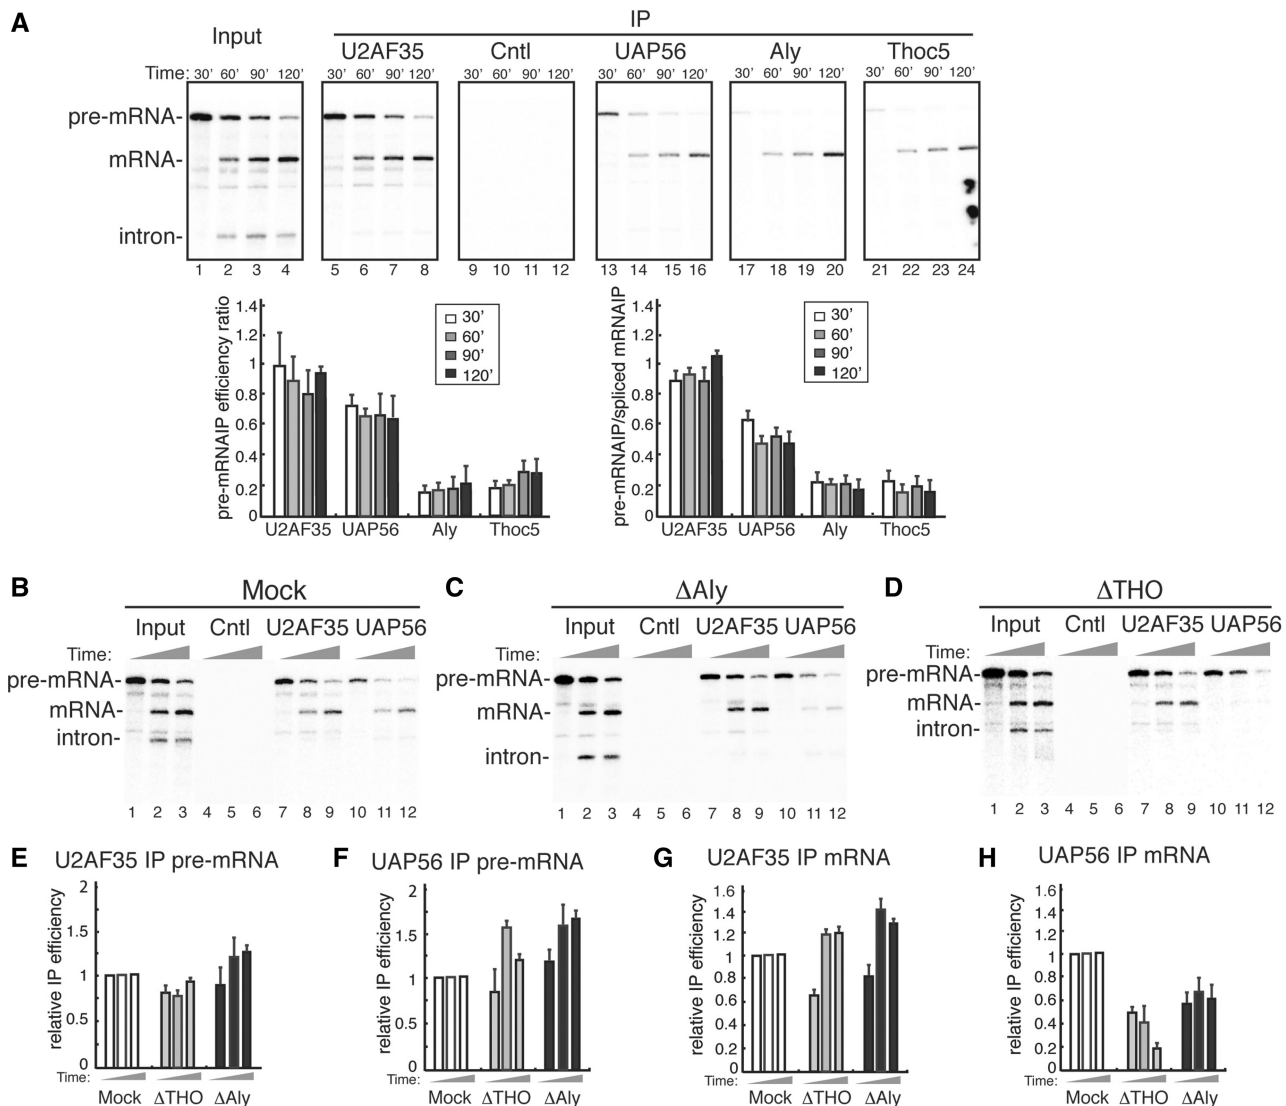 A
IP
Input
U2AF35 Cntl UAP56 Aly Thoc5
Time: 30' 60' 90' 120' 30' 60' 90' 120' 30' 60' 90' 120' 30' 60' 90' 120' 30' 60' 90' 120' 30' 60' 90' 120'
pre-mRNA-
mRNA-
intron-
1 2 3 4 5 6 7 8 9 10 11 12 13 14 15 16 17 18 19 20 21 22 23 24
pre-mRNAIP efficiency ratio
1.4
1.2
1
0.8
0.6
0.4
0.2
0
30'
60'
90'
120'
U2AF35 UAP56 Aly Thoc5
pre-mRNAIP/spliced mRNAIP
1.4
1.2
1
0.8
0.6
0.4
0.2
0
30'
60'
90'
120'
U2AF35 UAP56 Aly Thoc5
B
Mock
Input Cntl U2AF35 UAP56
Time:
pre-mRNA-
mRNA-
intron-
1 2 3 4 5 6 7 8 9 10 11 12
C
ΔAly
Input Cntl U2AF35 UAP56
Time:
pre-mRNA-
mRNA-
intron-
1 2 3 4 5 6 7 8 9 10 11 12
D
ΔTHO
Input Cntl U2AF35 UAP56
Time:
pre-mRNA-
mRNA-
intron-
1 2 3 4 5 6 7 8 9 10 11 12
E
U2AF35 IP pre-mRNA
relative IP efficiency
2
1.5
1
0.5
0
Time:
Mock ΔTHO ΔAly
F
UAP56 IP pre-mRNA
relative IP efficiency
2
1.5
1
0.5
0
Time:
Mock ΔTHO ΔAly
G
U2AF35 IP mRNA
relative IP efficiency
1.6
1.4
1.2
1
0.8
0.6
0.4
0.2
0
Time:
Mock ΔTHO ΔAly
H
UAP56 IP mRNA
relative IP efficiency
1.6
1.4
1.2
1
0.8
0.6
0.4
0.2
0
Time:
Mock ΔTHO ΔAly